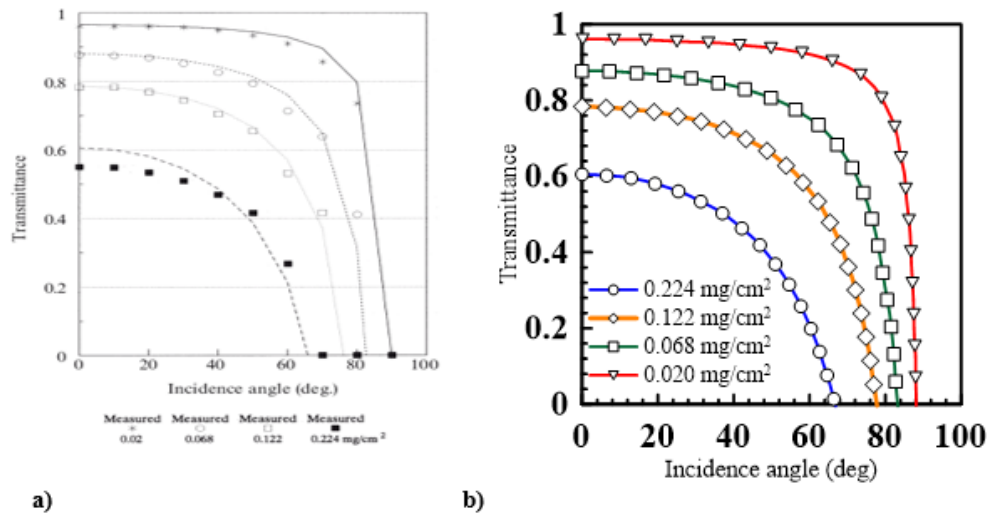 1
0.8
0.6
0.4
0.2
0
Transmittance
0 20 40 60 80 100
Incidence angle (deg.)
Measured Measured Measured Measured
0.02 0.068 0.122 0.224 mg/cm²
a)
1
0.8
0.6
0.4
0.2
0
Transmittance
0.224 mg/cm²
0.122 mg/cm²
0.068 mg/cm²
0.020 mg/cm²
0 20 40 60 80 100
Incidence angle (deg)
b)